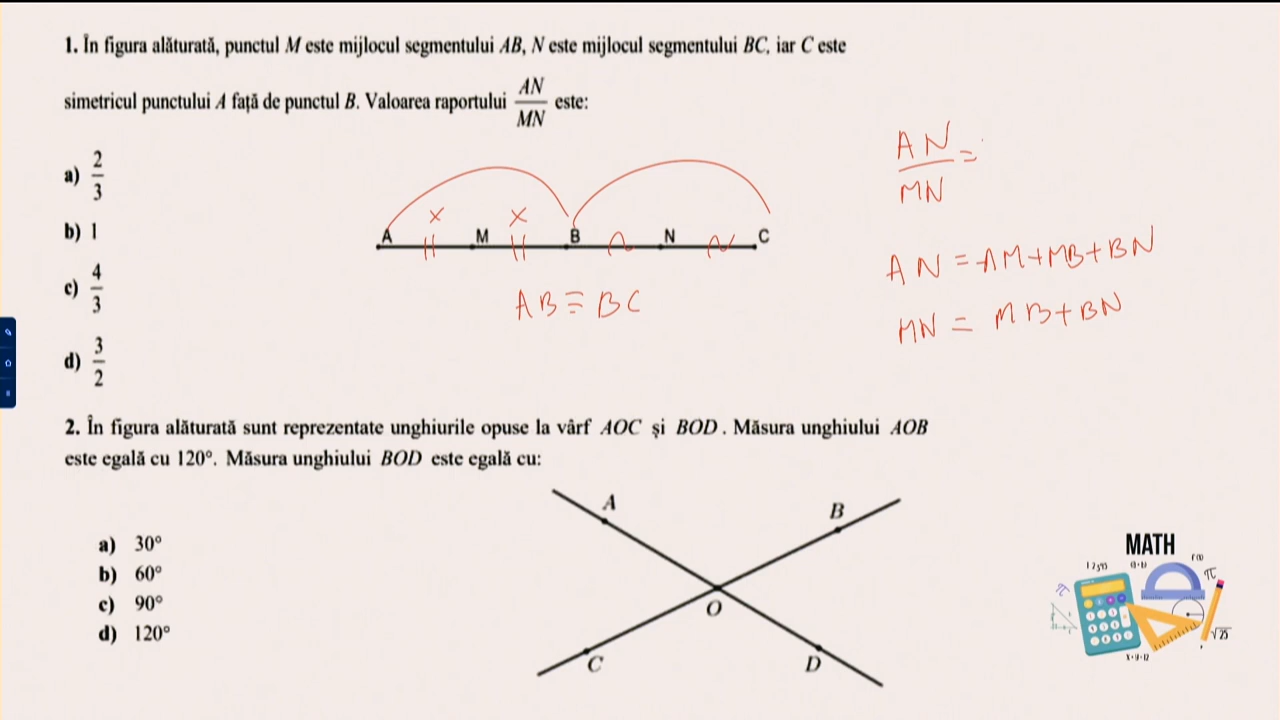 1. În figura alăturată, punctul M este mijlocul segmentului AB, N este mijlocul segmentului BC, iar C este
simetricul punctului A față de punctul B. Valoarea raportului AN/MN este:
a) 2/3
b) 1
c) 4/3
d) 3/2
A M B N C
AB ≡ BC
AN/MN =
AN = AM+MB+BN
MN = MB+BN
2. În figura alăturată sunt reprezentate unghiurile opuse la vârf AOC și BOD. Măsura unghiului AOB
este egală cu 120°. Măsura unghiului BOD este egală cu:
a) 30°
b) 60°
c) 90°
d) 120°
A
B
O
C
D
MATH
π
√25